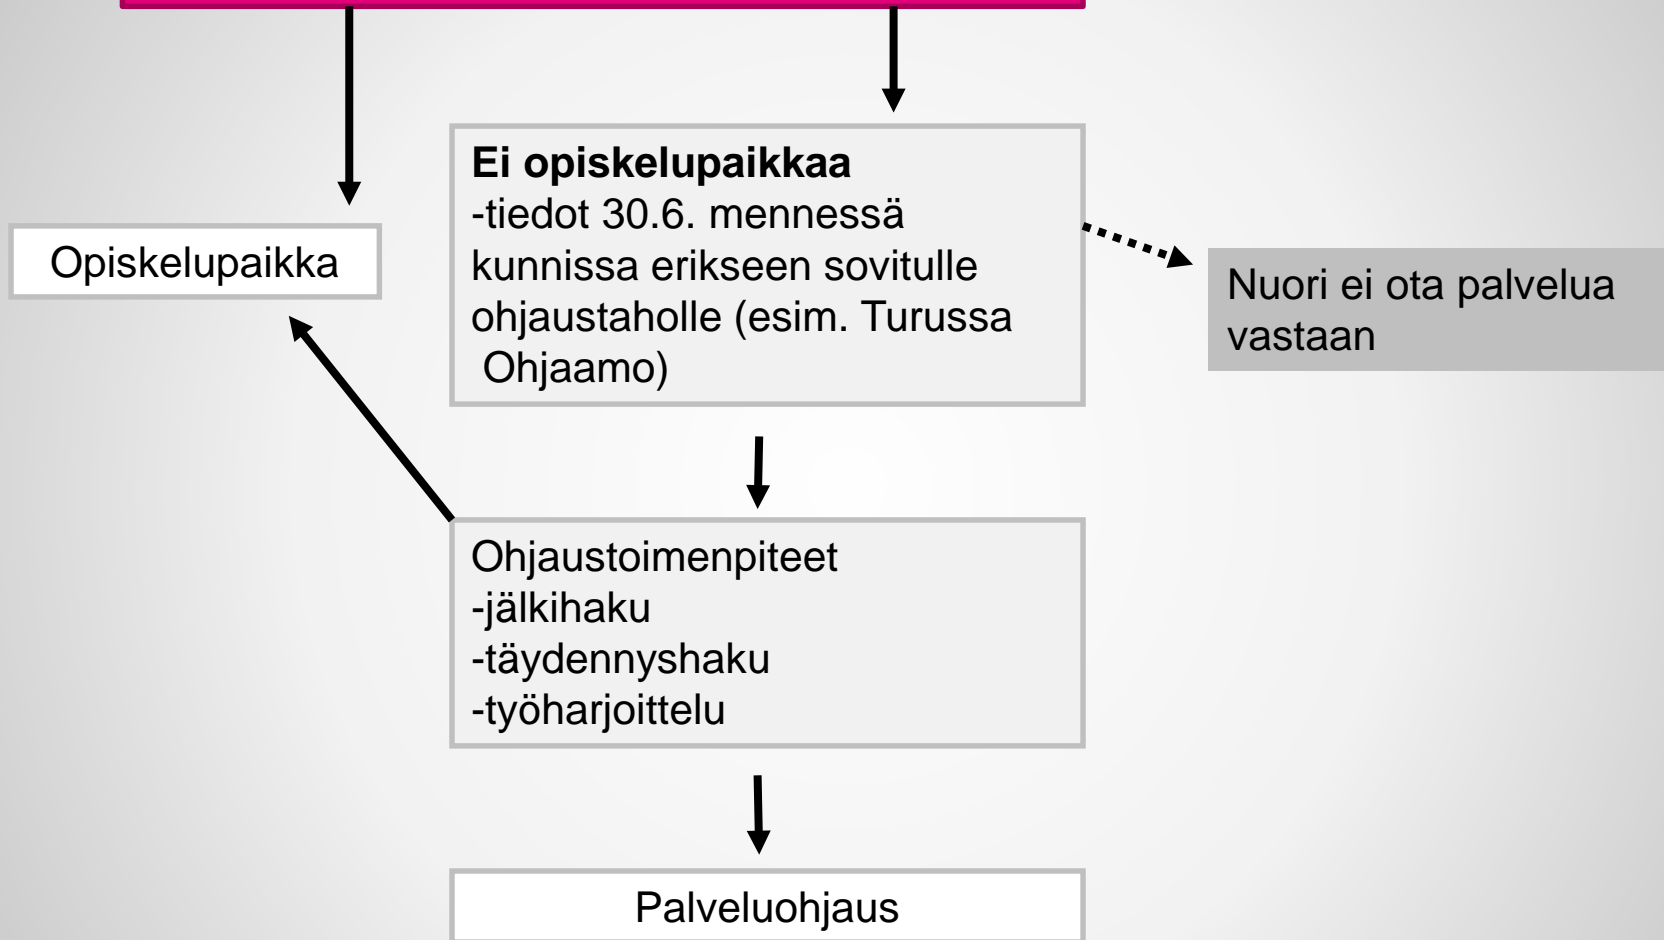 Ei opiskelupaikkaa
-tiedot 30.6. mennessä
kunnissa erikseen sovitulle
ohjaustaholle (esim. Turussa
Ohjaamo)
Opiskelupaikka
Nuori ei ota palvelua
vastaan
Ohjaustoimenpiteet
-jälkihaku
-täydennyshaku
-työharjoittelu
Palveluohjaus